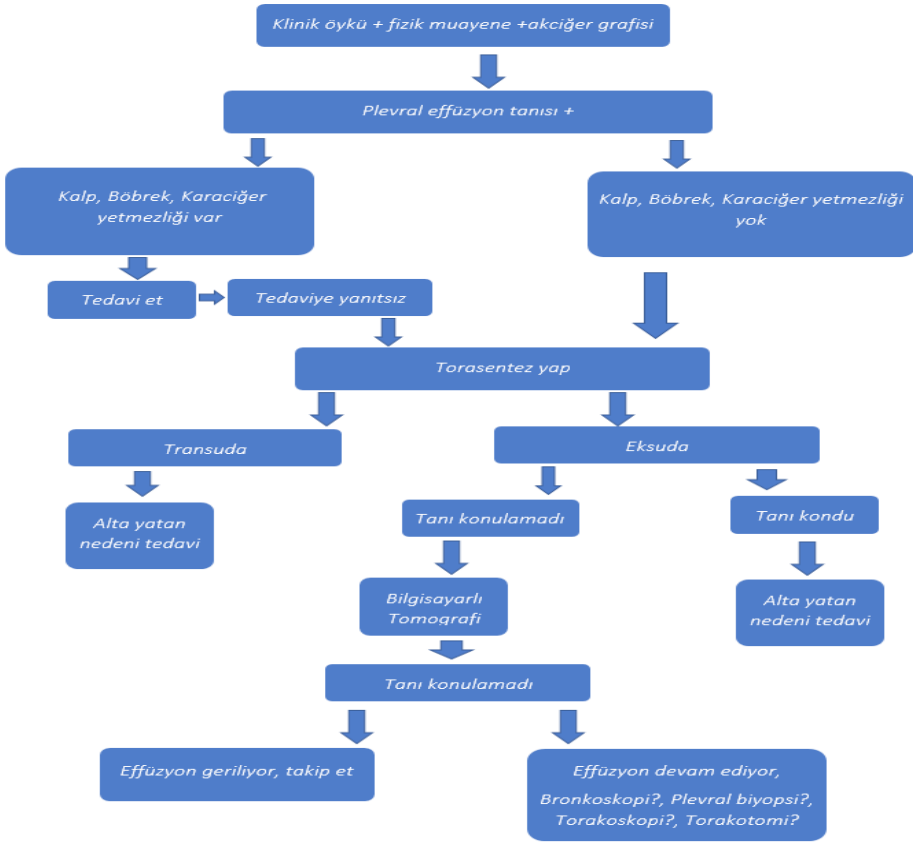 Klinik öykü + fizik muayene +akciğer grafisi
Plevral effüzyon tanısı +
Kalp, Böbrek, Karaciğer
yetmezliği var
Kalp, Böbrek, Karaciğer yetmezliği
yok
Tedavi et
Tedaviye yanıtsız
Torasentez yap
Transuda
Eksuda
Alta yatan
nedeni tedavi
Tanı konulamadı
Tanı kondu
Bilgisayarlı
Tomografi
Alta yatan
nedeni tedavi
Tanı konulamadı
Effüzyon geriliyor, takip et
Effüzyon devam ediyor,
Bronkoskopi?, Plevral biyopsi?,
Torakoskopi?, Torakotomi?